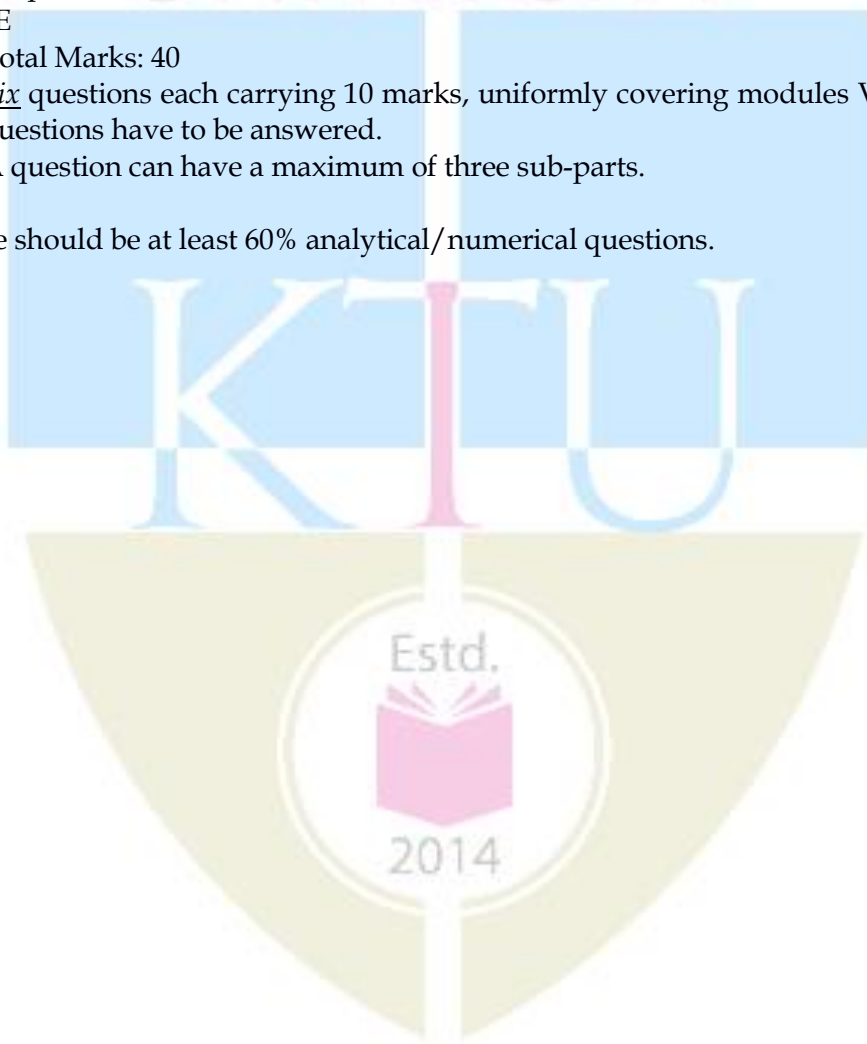 E
otal Marks: 40
ix questions each carrying 10 marks, uniformly covering modules V
uestions have to be answered.
A question can have a maximum of three sub-parts.
e should be at least 60% analytical/numerical questions.
KTU
Estd.
2014